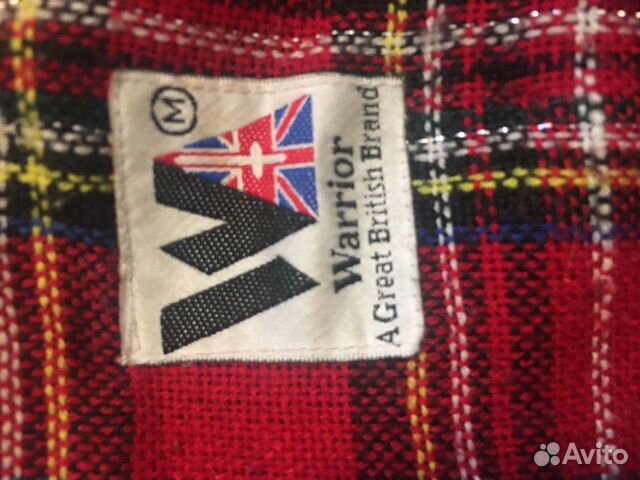 M
W
Warrior
A Great British Brand
Avito